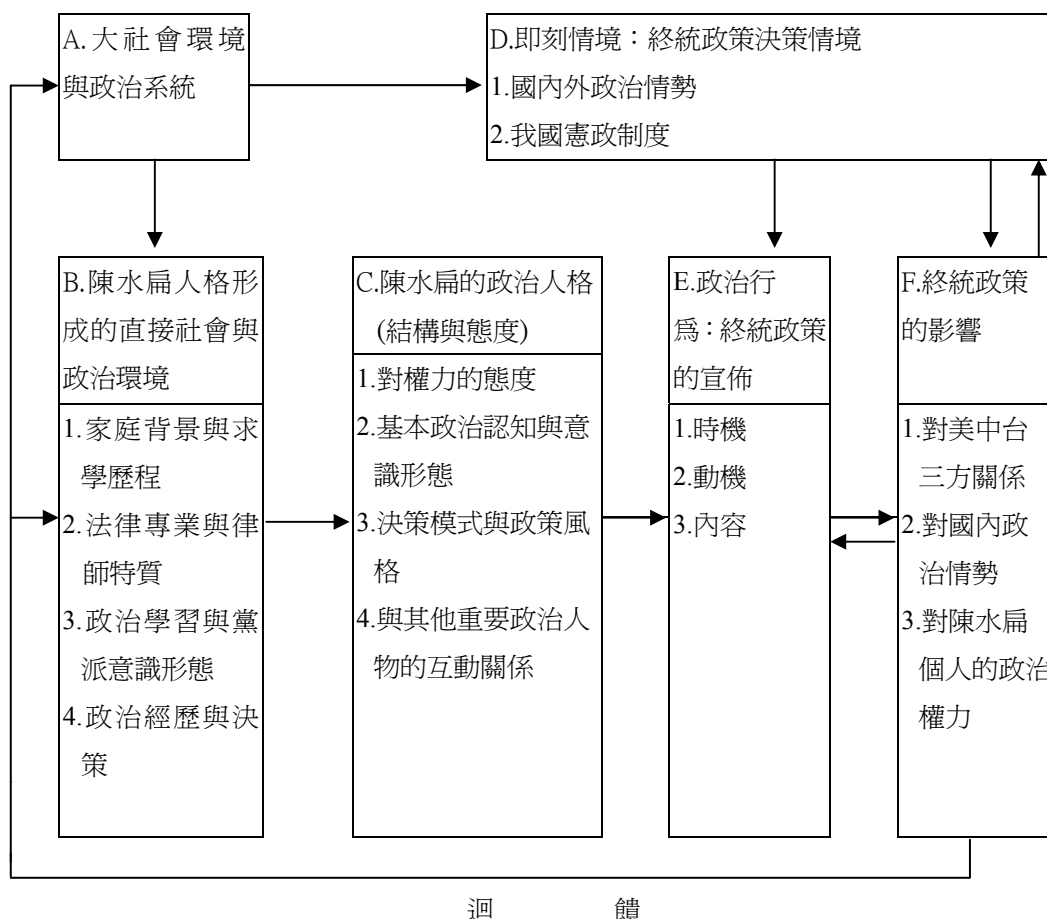 A.大社會環境
與政治系統
D.即刻情境：終統政策決策情境
1.國內外政治情勢
2.我國憲政制度
B.陳水扁人格形
成的直接社會與
政治環境
1.家庭背景與求
學歷程
2.法律專業與律
師特質
3.政治學習與黨
派意識形態
4.政治經歷與決
策
C.陳水扁的政治人格
(結構與態度)
1.對權力的態度
2.基本政治認知與意
識形態
3.決策模式與政策風
格
4.與其他重要政治人
物的互動關係
E.政治行
為：終統政策
的宣佈
1.時機
2.動機
3.內容
F.終統政策
的影響
1.對美中台
三方關係
2.對國內政
治情勢
3.對陳水扁
個人的政治
權力
迴 饋